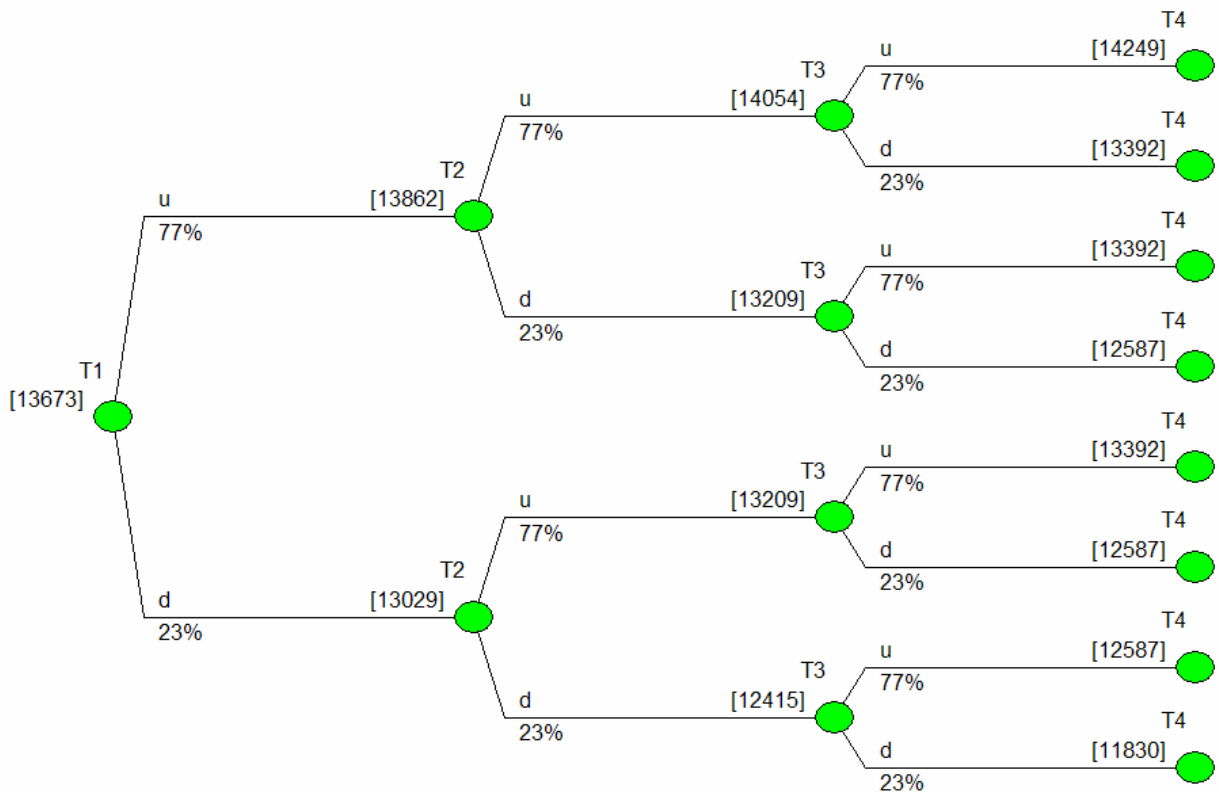 T4
u [14249]
T3
77%
u [14054]
T4
77%
d [13392]
T2
23%
u [13862]
T4
77%
u [13392]
T3
77%
d [13209]
T4
23%
d [12587]
T1
23%
[13673]
T4
u [13392]
T3
77%
u [13209]
T4
77%
d [12587]
T2
23%
d [13029]
T4
23%
u [12587]
T3
77%
d [12415]
T4
23%
d [11830]
23%